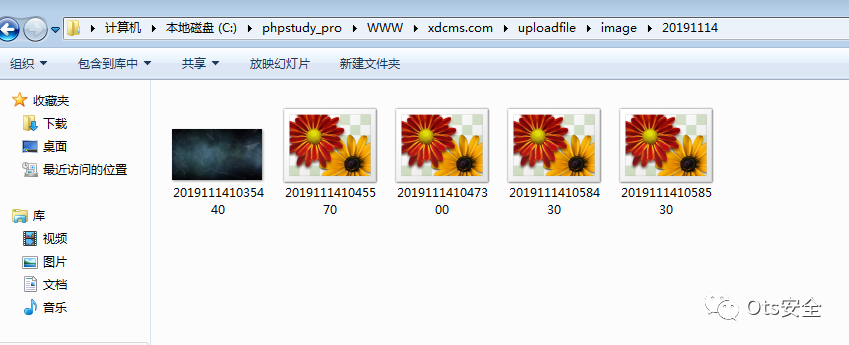 计算机 本地磁盘 (C:) phpstudy_pro WWW xdcms.com uploadfile image 20191114
组织 包含到库中 共享 放映幻灯片 新建文件夹
收藏夹
下载
桌面
最近访问的位置
库
视频
图片
文档
音乐
2019111410354
40
2019111410455
70
2019111410473
00
2019111410584
30
2019111410585
30
Ots安全